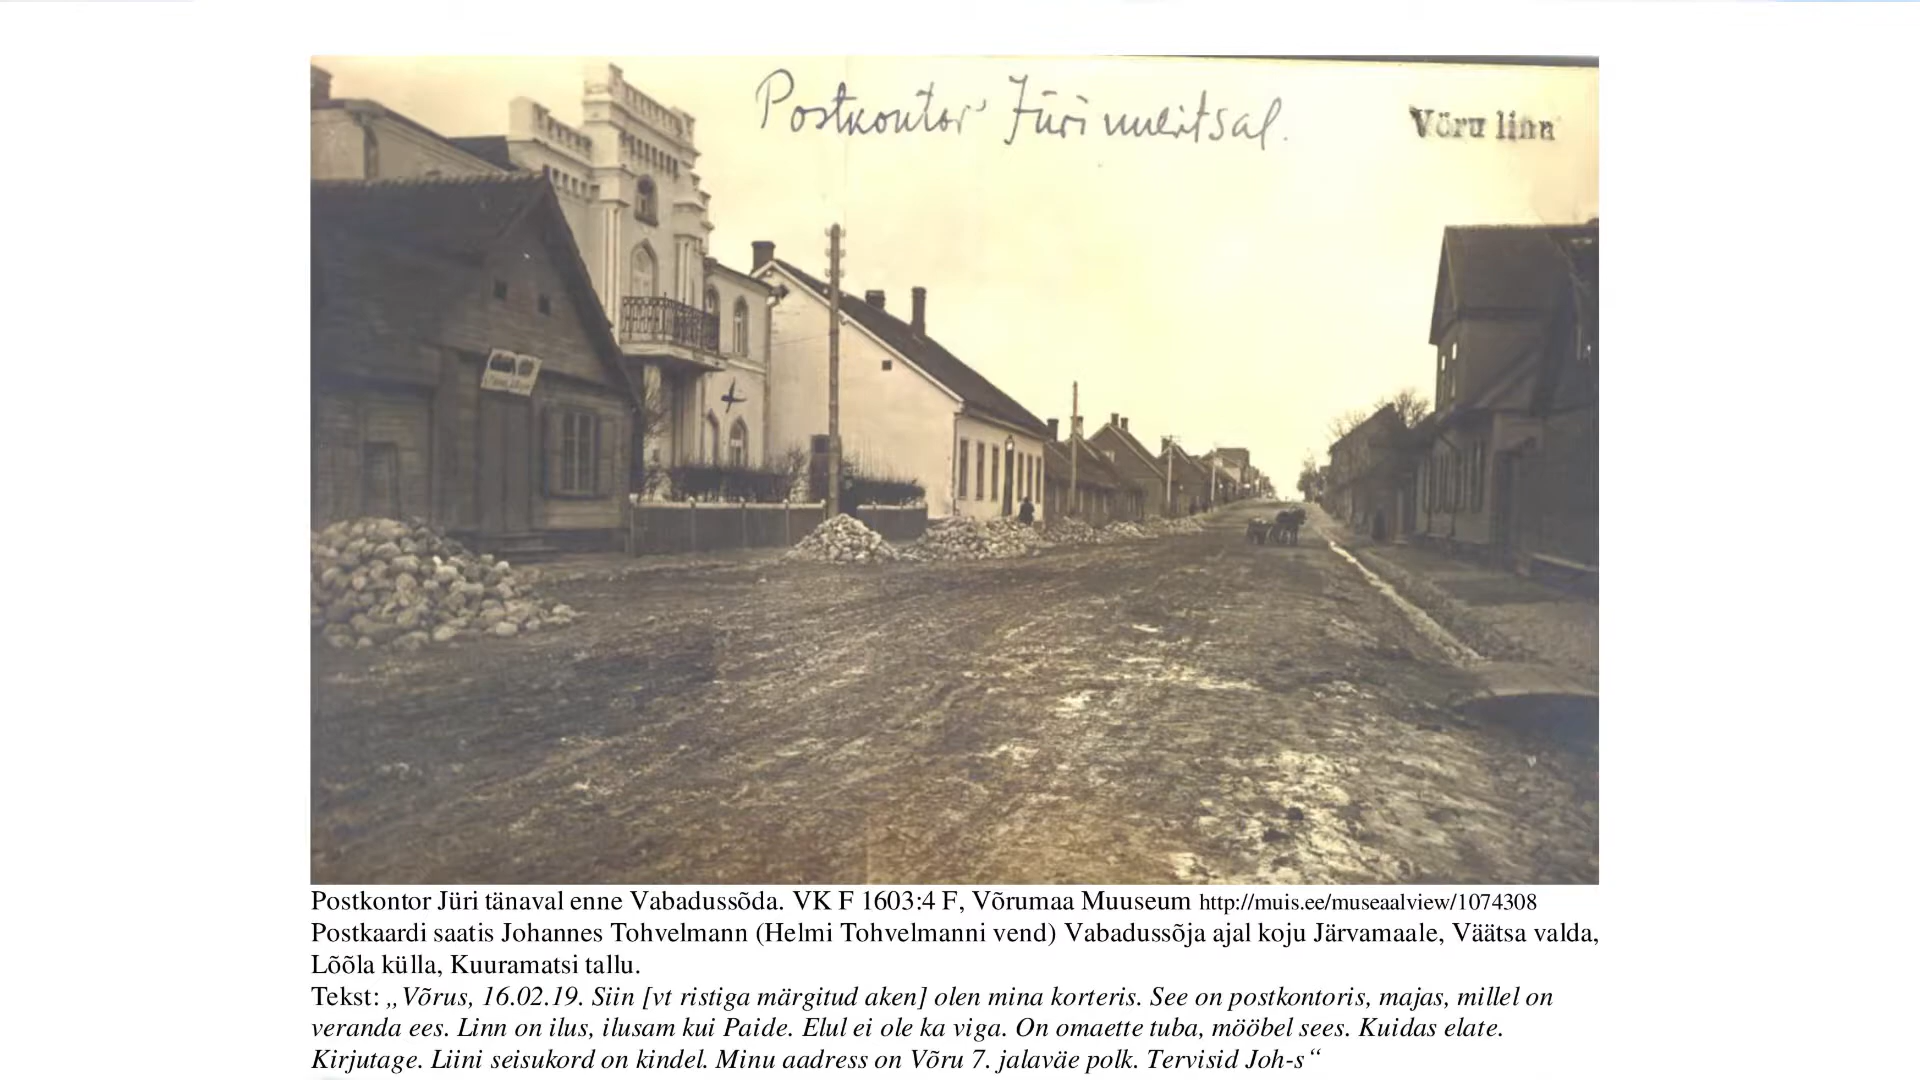 Postkontor Jüri uulitsal.
Võru linn
Postkontor Jüri tänaval enne Vabadussõda. VK F 1603:4 F, Võrumaa Muuseum http://muis.ee/museaalview/1074308
Postkaardi saatis Johannes Tohvelmann (Helmi Tohvelmanni vend) Vabadussõja ajal koju Järvamaale, Väätsa valda,
Lõõla külla, Kuuramatsi tallu.
Tekst: „Võrus, 16.02.19. Siin [vt ristiga märgitud aken] olen mina korteris. See on postkontoris, majas, millel on
veranda ees. Linn on ilus, ilusam kui Paide. Elul ei ole ka viga. On omaette tuba, mööbel sees. Kuidas elate.
Kirjutage. Liini seisukord on kindel. Minu aadress on Võru 7. jalaväe polk. Tervisid Joh-s“